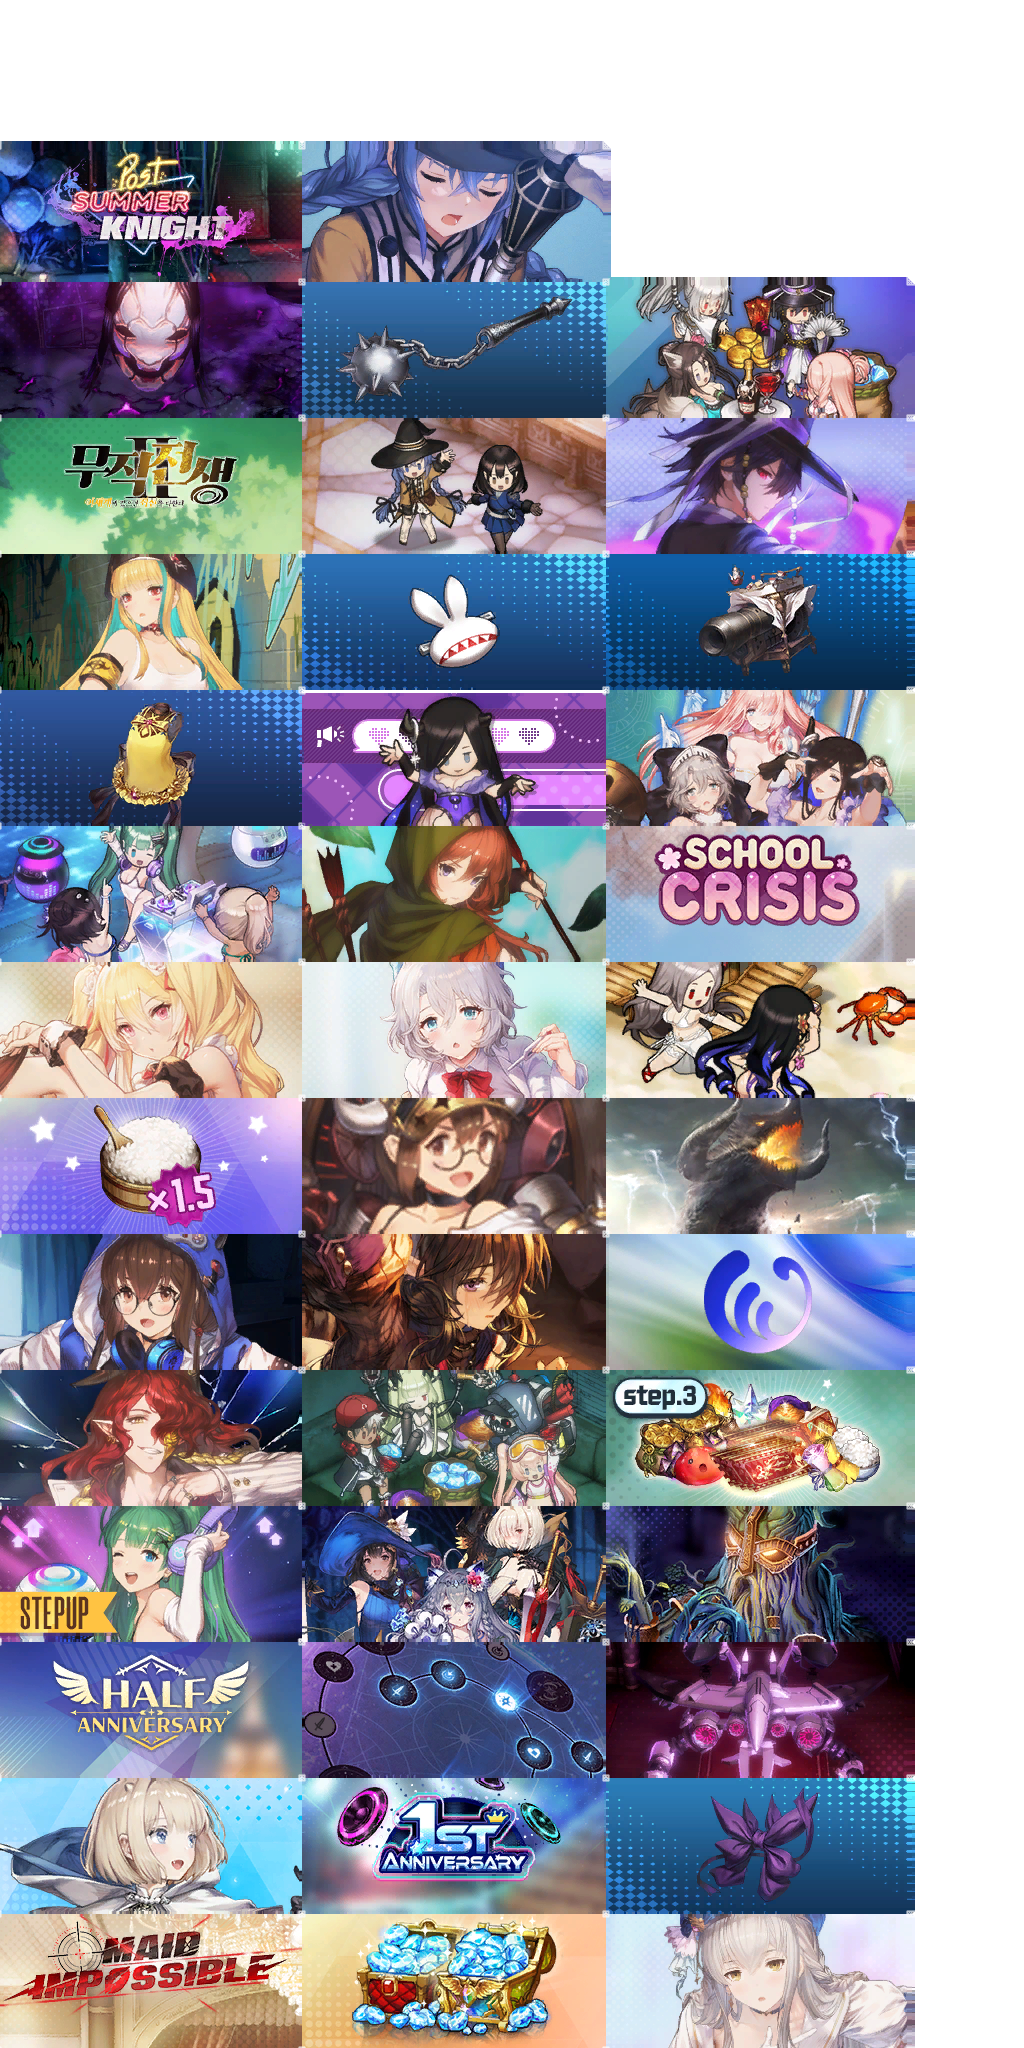 Post
SUMMER
KNIGHT
무직전생 II
SCHOOL
CRISIS
×1.5
step.3
STEPUP
HALF
ANNIVERSARY
1ST
ANNIVERSARY
MAID
IMPOSSIBLE